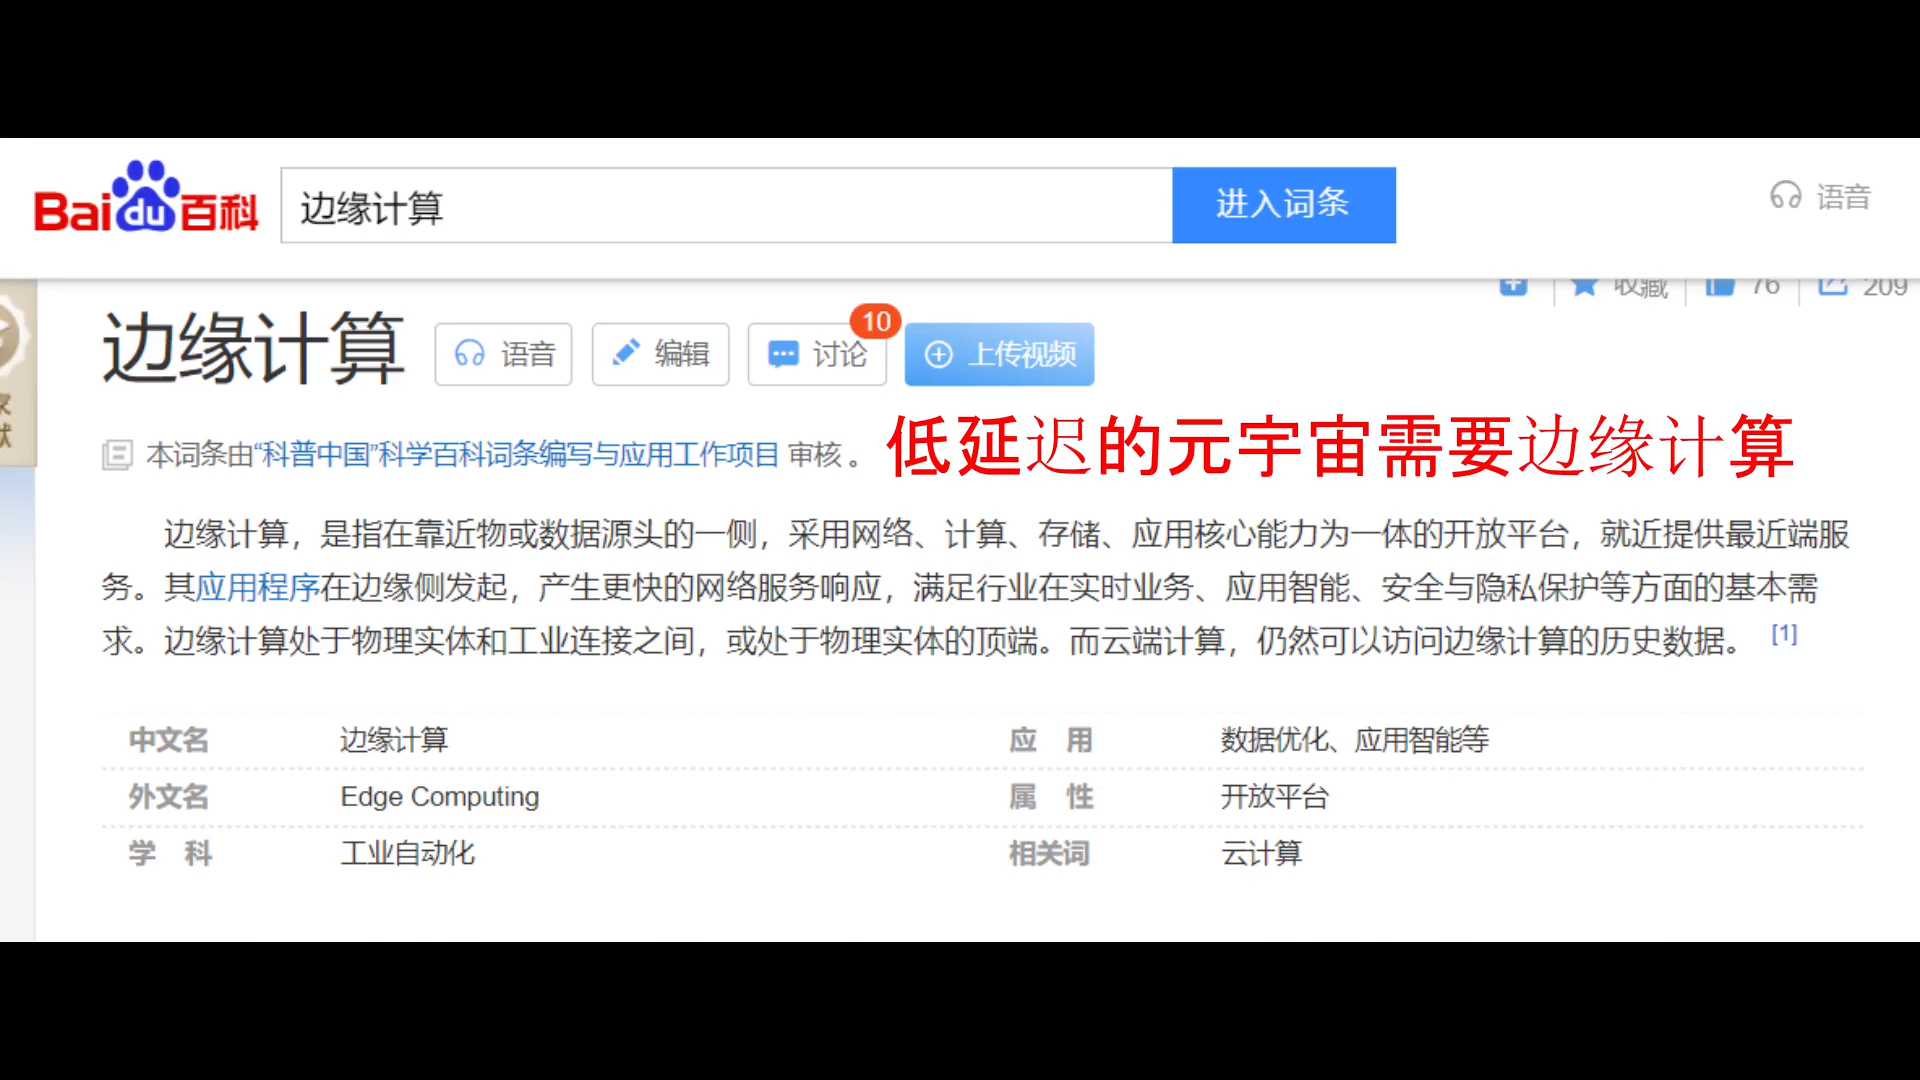 Baidu百科
边缘计算
进入词条
语音
收藏
76
209
边缘计算
语音
编辑
讨论
10
上传视频
本词条由“科普中国”科学百科词条编写与应用工作项目 审核 。
低延迟的元宇宙需要边缘计算
边缘计算，是指在靠近物或数据源头的一侧，采用网络、计算、存储、应用核心能力为一体的开放平台，就近提供最近端服
务。其应用程序在边缘侧发起，产生更快的网络服务响应，满足行业在实时业务、应用智能、安全与隐私保护等方面的基本需
求。边缘计算处于物理实体和工业连接之间，或处于物理实体的顶端。而云端计算，仍然可以访问边缘计算的历史数据。 [1]
中文名 边缘计算 应 用 数据优化、应用智能等
外文名 Edge Computing 属 性 开放平台
学 科 工业自动化 相关词 云计算